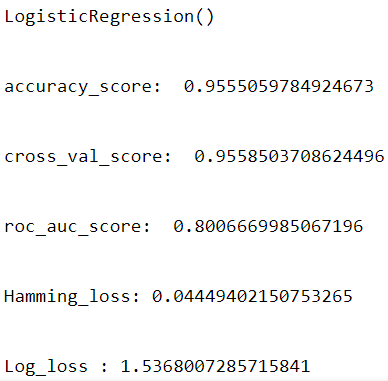 LogisticRegression()
accuracy_score:  0.9555059784924673
cross_val_score:  0.9558503708624496
roc_auc_score:  0.8006669985067196
Hamming_loss: 0.04449402150753265
Log_loss : 1.5368007285715841